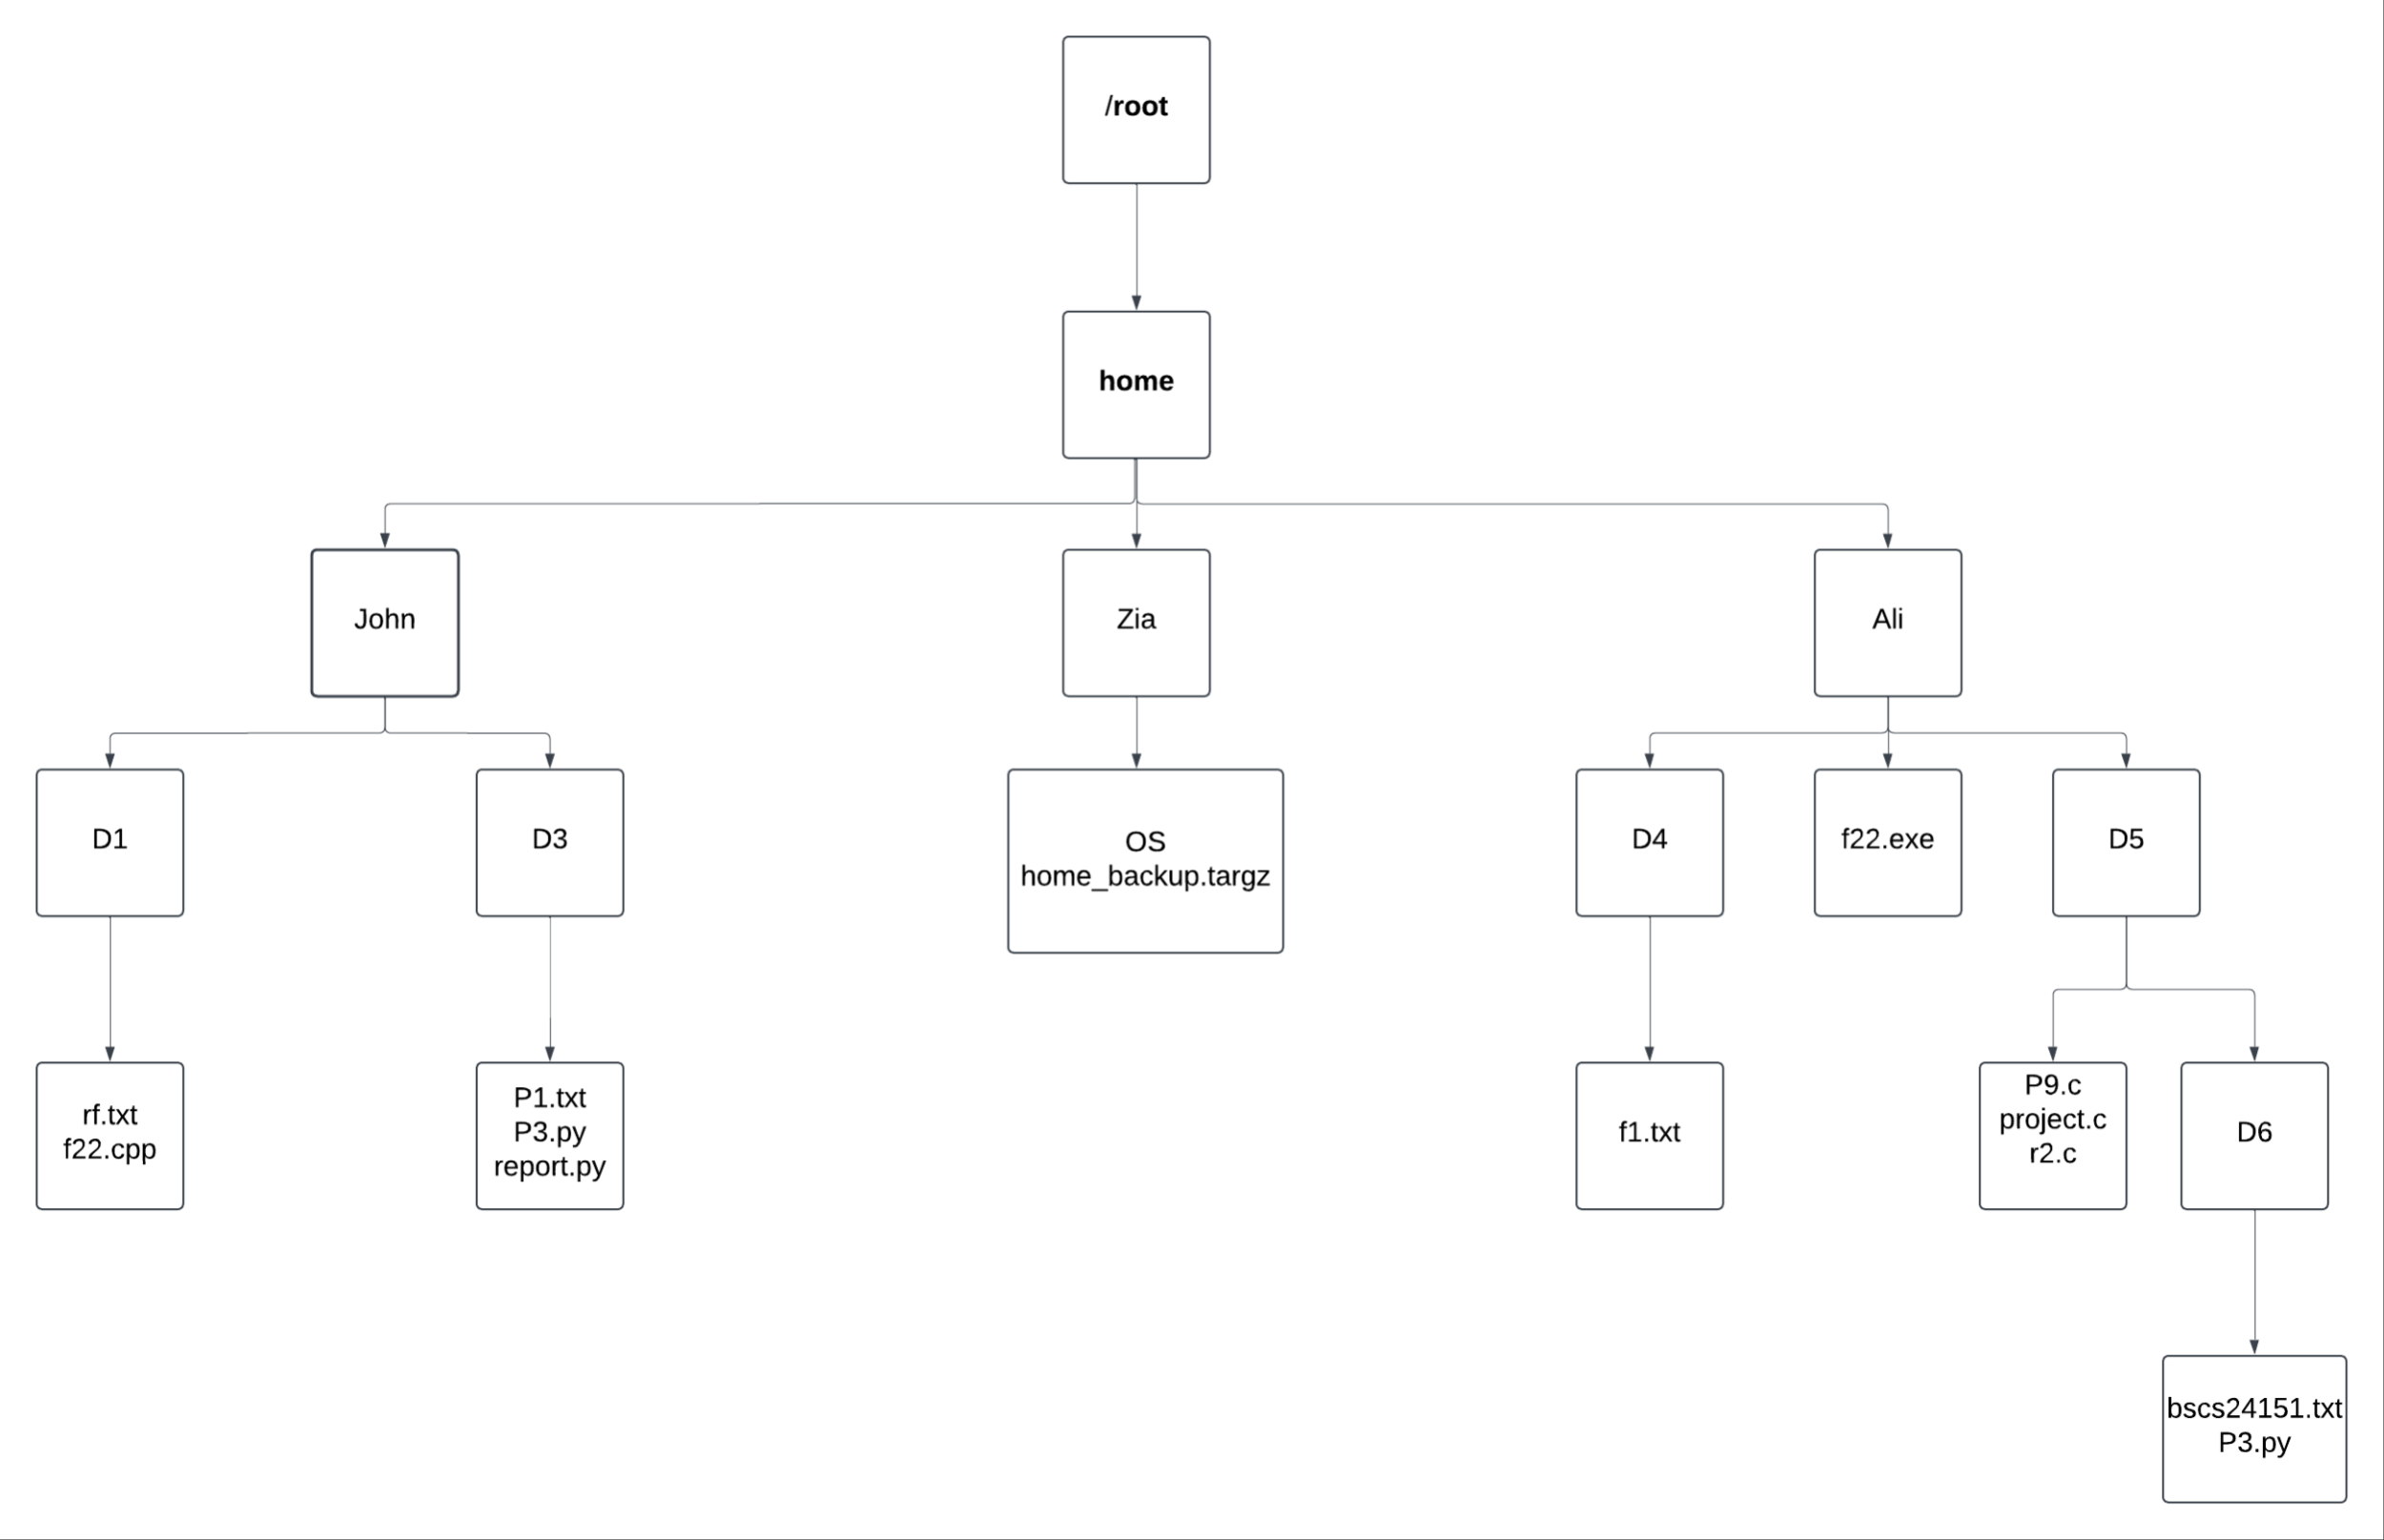 /root
home
John
Zia
Ali
D1
D3
OS
home_backup.targz
D4
f22.exe
D5
rf.txt
f22.cpp
P1.txt
P3.py
report.py
f1.txt
P9.c
project.c
r2.c
D6
bscs24151.txt
P3.py